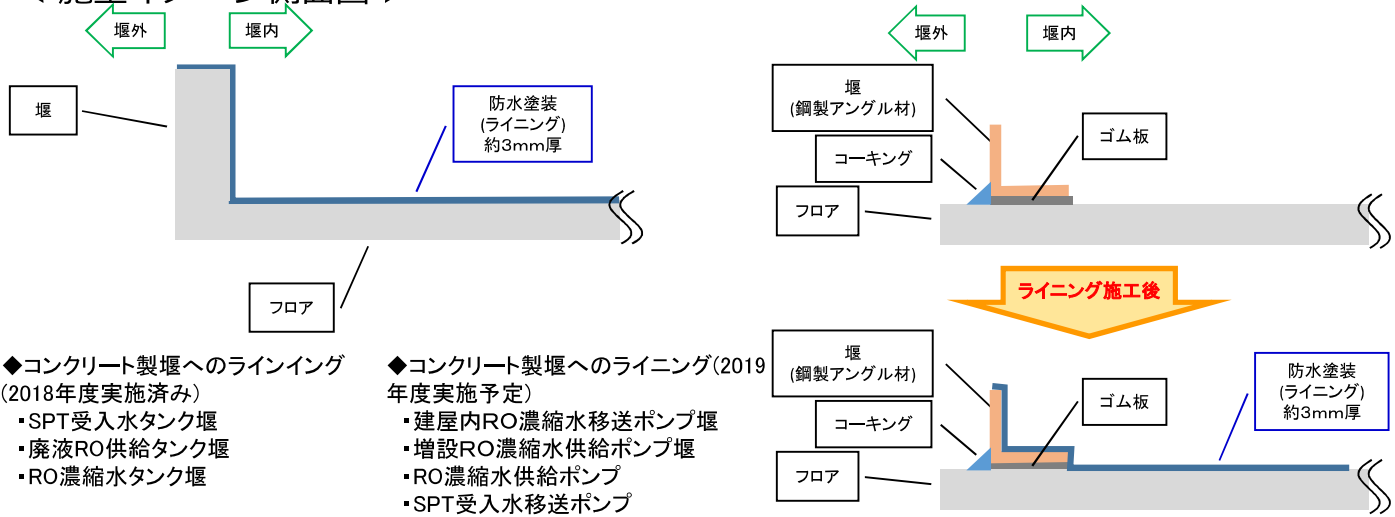 堰外
堰内
堰
防水塗装
(ライニング)
約3mm厚
フロア
◆コンクリート製堰へのラインイング
(2018年度実施済み)
・SPT受入水タンク堰
・廃液RO供給タンク堰
・RO濃縮水タンク堰
◆コンクリート製堰へのライニング(2019
年度実施予定)
・建屋内RO濃縮水移送ポンプ堰
・増設RO濃縮水供給ポンプ堰
・RO濃縮水供給ポンプ
・SPT受入水移送ポンプ
堰外
堰内
堰
(鋼製アングル材)
ゴム板
コーキング
フロア
ライニング施工後
堰
(鋼製アングル材)
ゴム板
コーキング
フロア
防水塗装
(ライニング)
約3mm厚